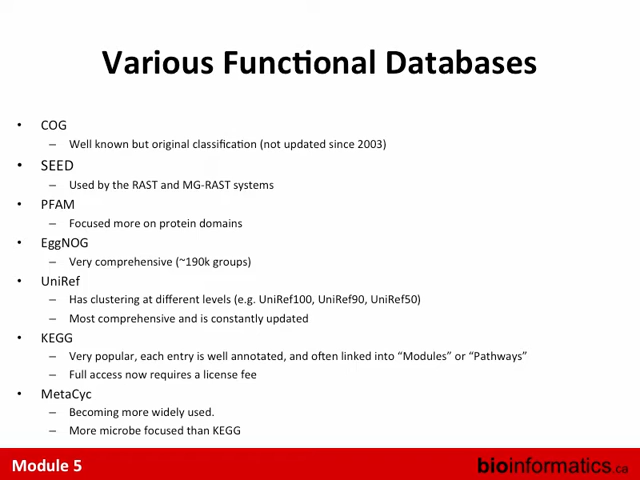 Various Functional Databases
• COG
– Well known but original classification (not updated since 2003)
• SEED
– Used by the RAST and MG-RAST systems
• PFAM
– Focused more on protein domains
• EggNOG
– Very comprehensive (~190k groups)
• UniRef
– Has clustering at different levels (e.g. UniRef100, UniRef90, UniRef50)
– Most comprehensive and is constantly updated
• KEGG
– Very popular, each entry is well annotated, and often linked into “Modules” or “Pathways”
– Full access now requires a license fee
• MetaCyc
– Becoming more widely used.
– More microbe focused than KEGG
Module 5
bioinformatics.ca